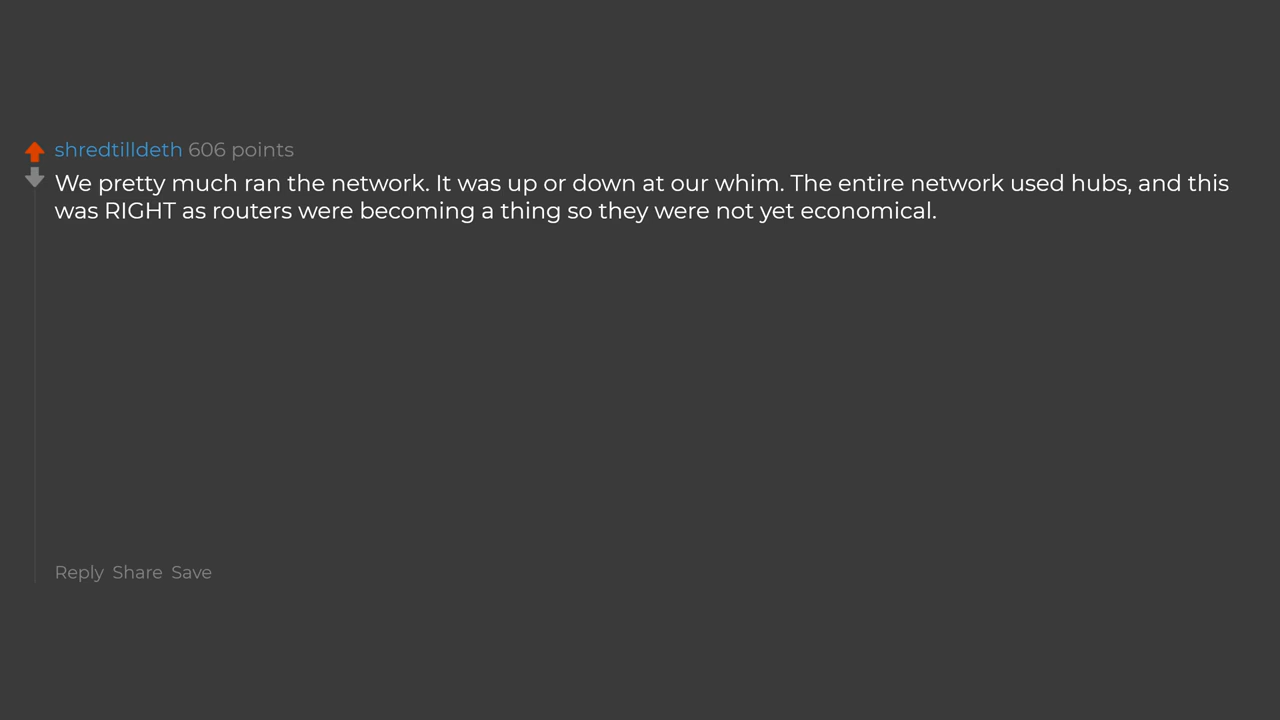 shredtilldeth 606 points
We pretty much ran the network. It was up or down at our whim. The entire network used hubs, and this
was RIGHT as routers were becoming a thing so they were not yet economical.
Reply Share Save